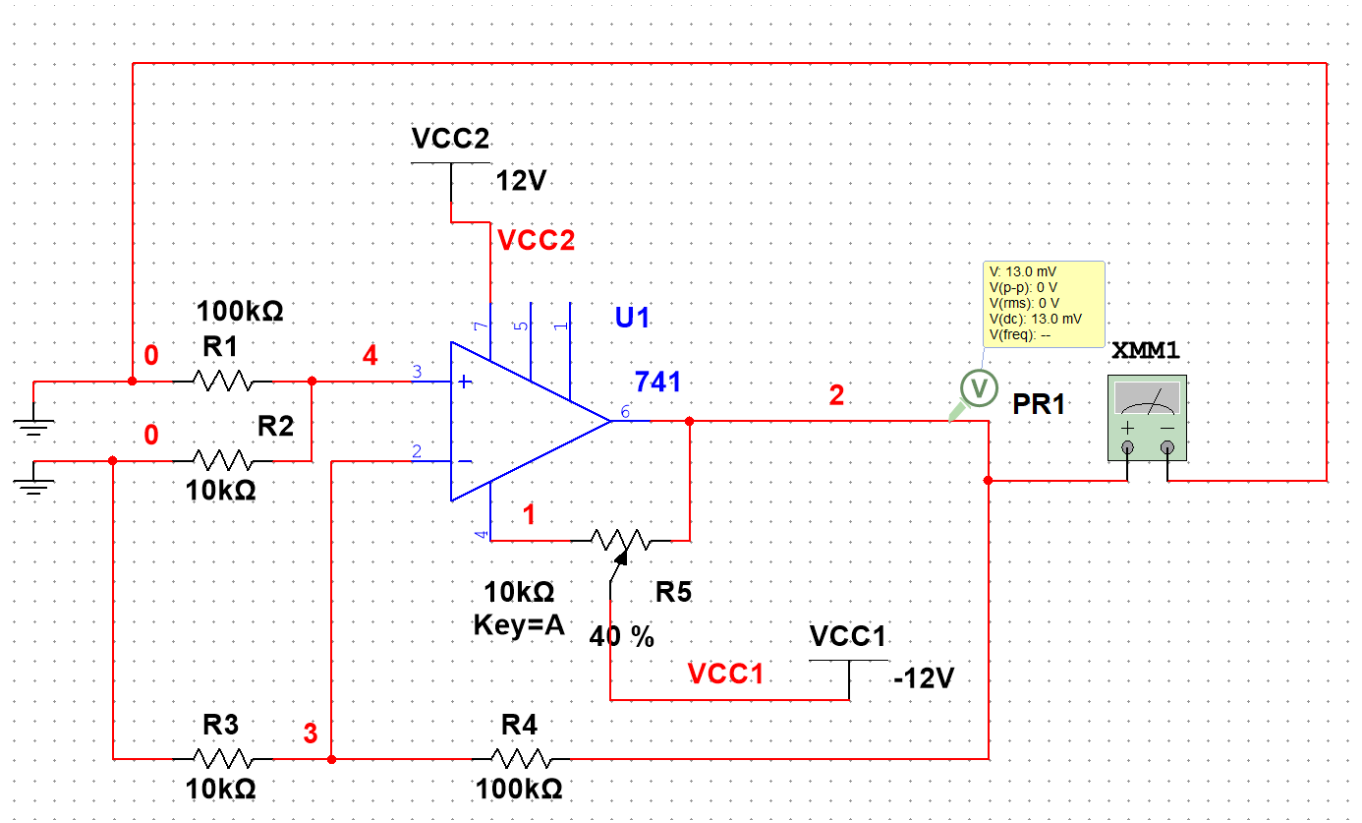 VCC2
12V
VCC2
V: 13.0 mV
V(p-p): 0 V
V(rms): 0 V
V(dc): 13.0 mV
V(freq): --
100kΩ
R1
0
4
3
+
7
5
1
U1
741
6
2
PR1
V
XMM1
+ −
0
R2
10kΩ
2
−
4
1
10kΩ
Key=A
40 %
R5
VCC1
-12V
VCC1
R3
10kΩ
3
R4
100kΩ